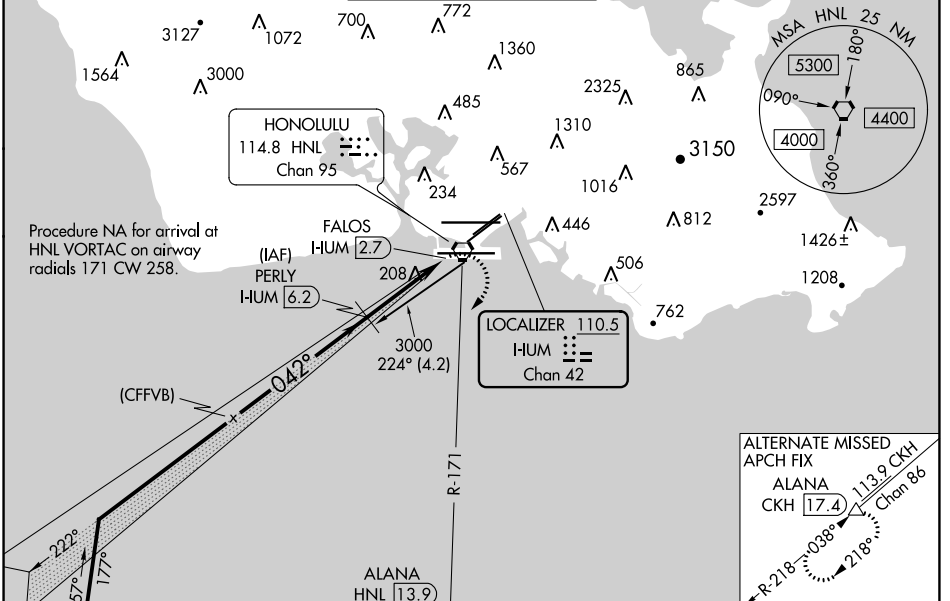 3127
1072
700
772
1564
3000
1360
485
2325
865
1310
567
234
1016
3150
812
2597
446
506
1426±
1208
762
208
MSA HNL 25 NM
180°
5300
090°
4400
4000
360°
HONOLULU
114.8 HNL
Chan 95
Procedure NA for arrival at
HNL VORTAC on airway
radials 171 CW 258.
FALOS
I-IUM 2.7
(IAF)
PERLY
I-IUM 6.2
3000
224° (4.2)
LOCALIZER 110.5
I-IUM
Chan 42
042°
(CFFVB)
R-171
222°
57°
177°
ALANA
HNL 13.9
ALTERNATE MISSED
APCH FIX
ALANA
CKH 17.4
113.9 CKH
Chan 86
038°
218°
R-218